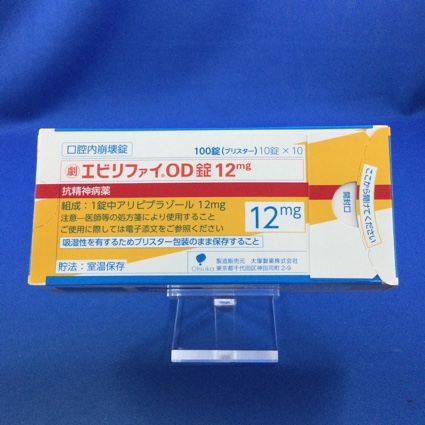 口腔内崩壊錠
100錠(ブリスター) 10錠×10
劇 エビリファイ®OD錠12mg
抗精神病薬
組成:1錠中アリピプラゾール 12mg
注意−医師等の処方箋により使用すること
ご使用に際しては電子添文をご参照ください
吸湿性を有するためブリスター包装のまま保存すること
貯法:室温保存
12mg
Otsuka
製造販売元 大塚製薬株式会社
東京都千代田区神田司町2-9
開封口
ここから開けてください